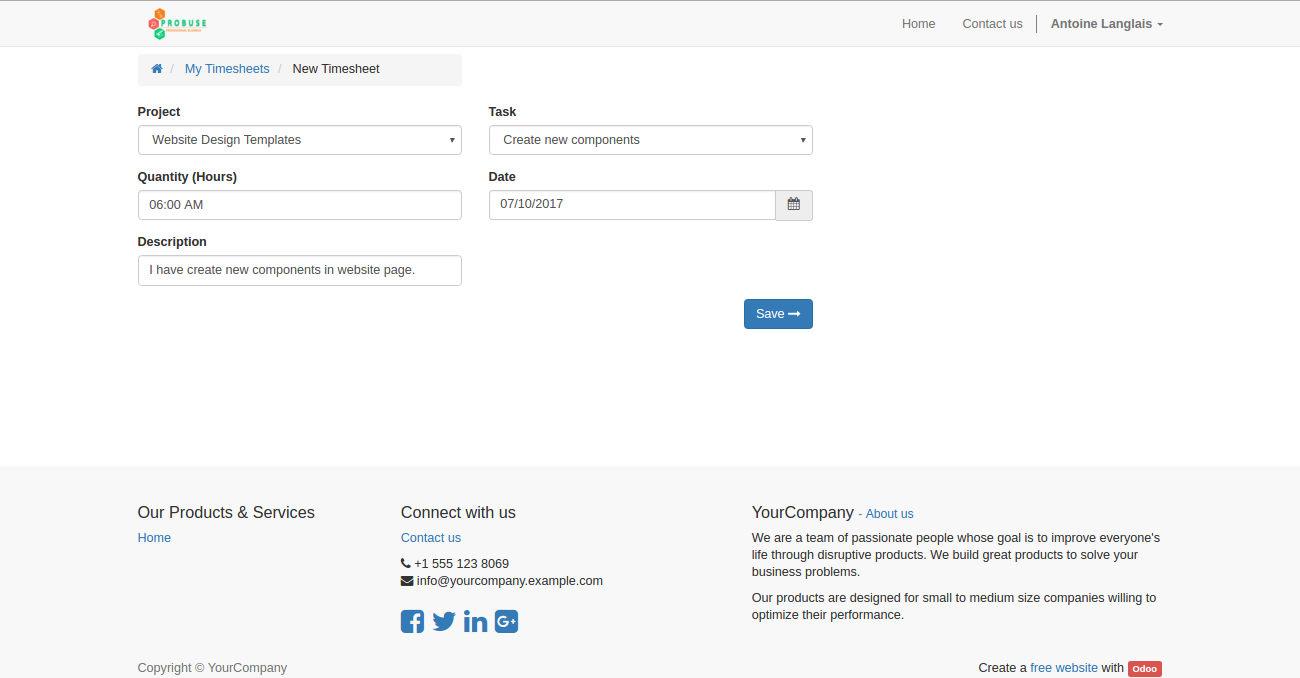 PROBUSE
Home
Contact us
Antoine Langlais
/ My Timesheets / New Timesheet
Project
Website Design Templates
Task
Create new components
Quantity (Hours)
06:00 AM
Date
07/10/2017
Description
I have create new components in website page.
Save
Our Products & Services
Home
Connect with us
Contact us
+1 555 123 8069
info@yourcompany.example.com
YourCompany - About us
We are a team of passionate people whose goal is to improve everyone's
life through disruptive products. We build great products to solve your
business problems.
Our products are designed for small to medium size companies willing to
optimize their performance.
Copyright © YourCompany
Create a free website with Odoo